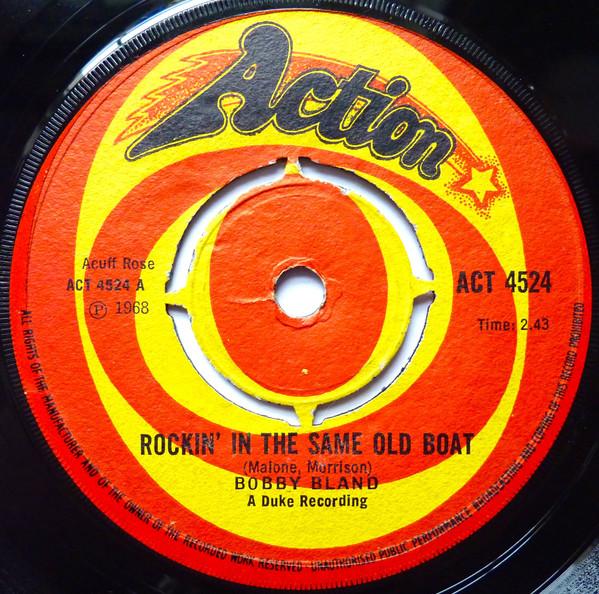 Action
Acuff Rose
ACT 4524 A
Ⓟ 1968
ACT 4524
Time: 2.43
ROCKIN' IN THE SAME OLD BOAT
(Malone, Morrison)
BOBBY BLAND
A Duke Recording
ALL RIGHTS OF THE MANUFACTURER AND OF THE OWNER OF THE RECORDED WORK RESERVED · UNAUTHORISED PUBLIC PERFORMANCE BROADCASTING AND COPYING OF THIS RECORD PROHIBITED